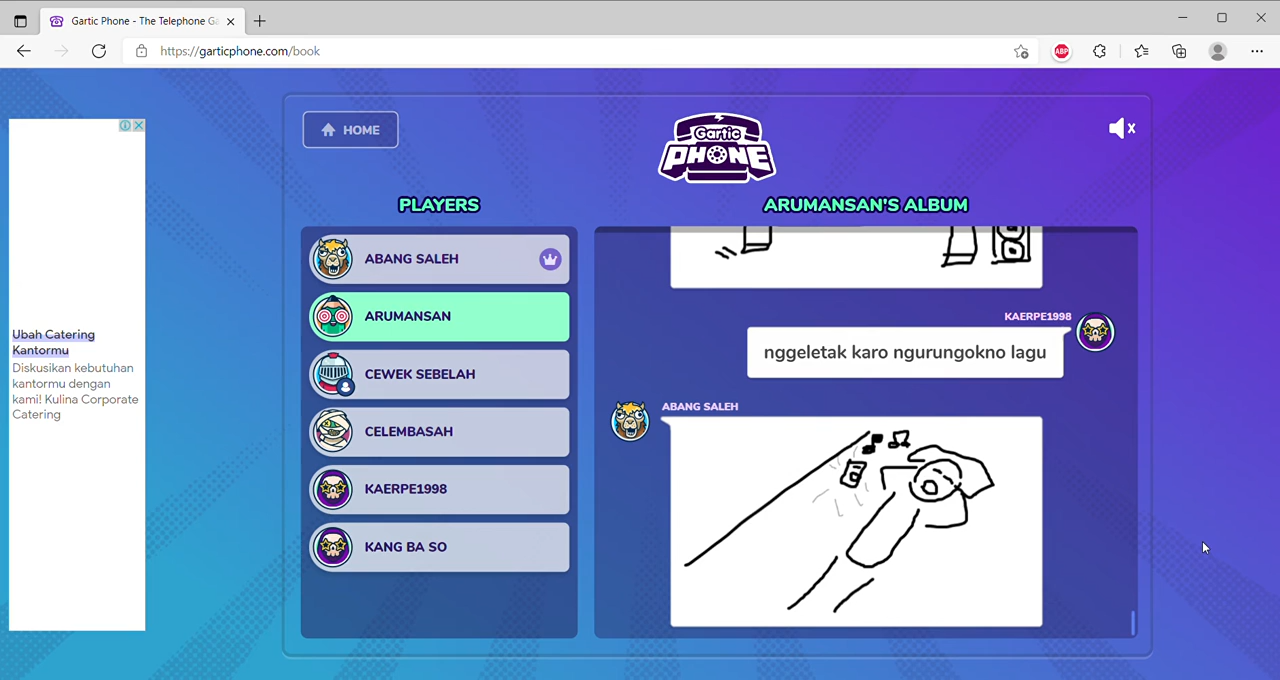 Gartic Phone - The Telephone Ga
https://garticphone.com/book
ABP
HOME
Gartic
PHONE
PLAYERS
ARUMANSAN'S ALBUM
ABANG SALEH
ARUMANSAN
CEWEK SEBELAH
CELEMBASAH
KAERPE1998
KANG BA SO
KAERPE1998
nggeletak karo ngurungokno lagu
ABANG SALEH
Ubah Catering
Kantormu
Diskusikan kebutuhan
kantormu dengan
kami! Kulina Corporate
Catering